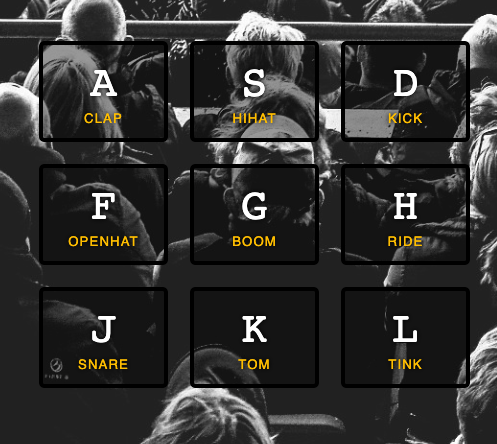 A S D
CLAP HIHAT KICK
F G H
OPENHAT BOOM RIDE
J K L
SNARE TOM TINK